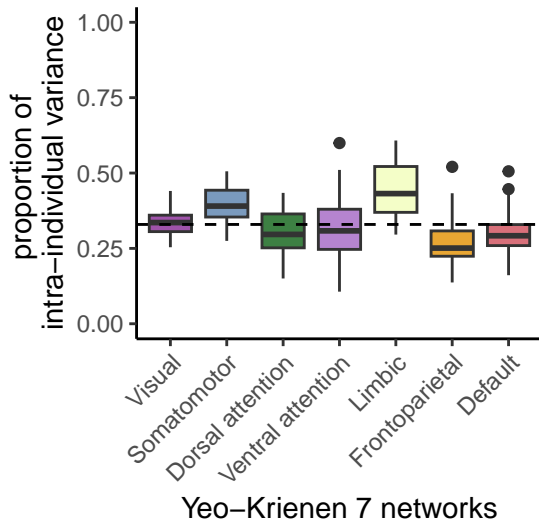 proportion of
intra−individual variance
1.00
0.75
0.50
0.25
0.00
Visual
Somatomotor
Dorsal attention
Ventral attention
Limbic
Frontoparietal
Default
Yeo−Krienen 7 networks